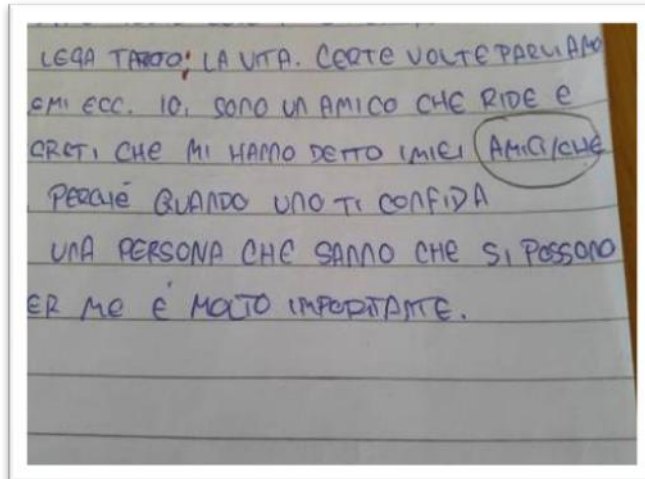 LEGA TANTO; LA VITA. CERTE VOLTE PARLIAMO
EMI ECC. IO, SONO UN AMICO CHE RIDE E
CRETI CHE MI HANNO DETTO I MIEI AMICI/CHE
PERCHÉ QUANDO UNO TI CONFIDA
UNA PERSONA CHE SANNO CHE SI POSSONO
ER ME È MOLTO IMPORTANTE.